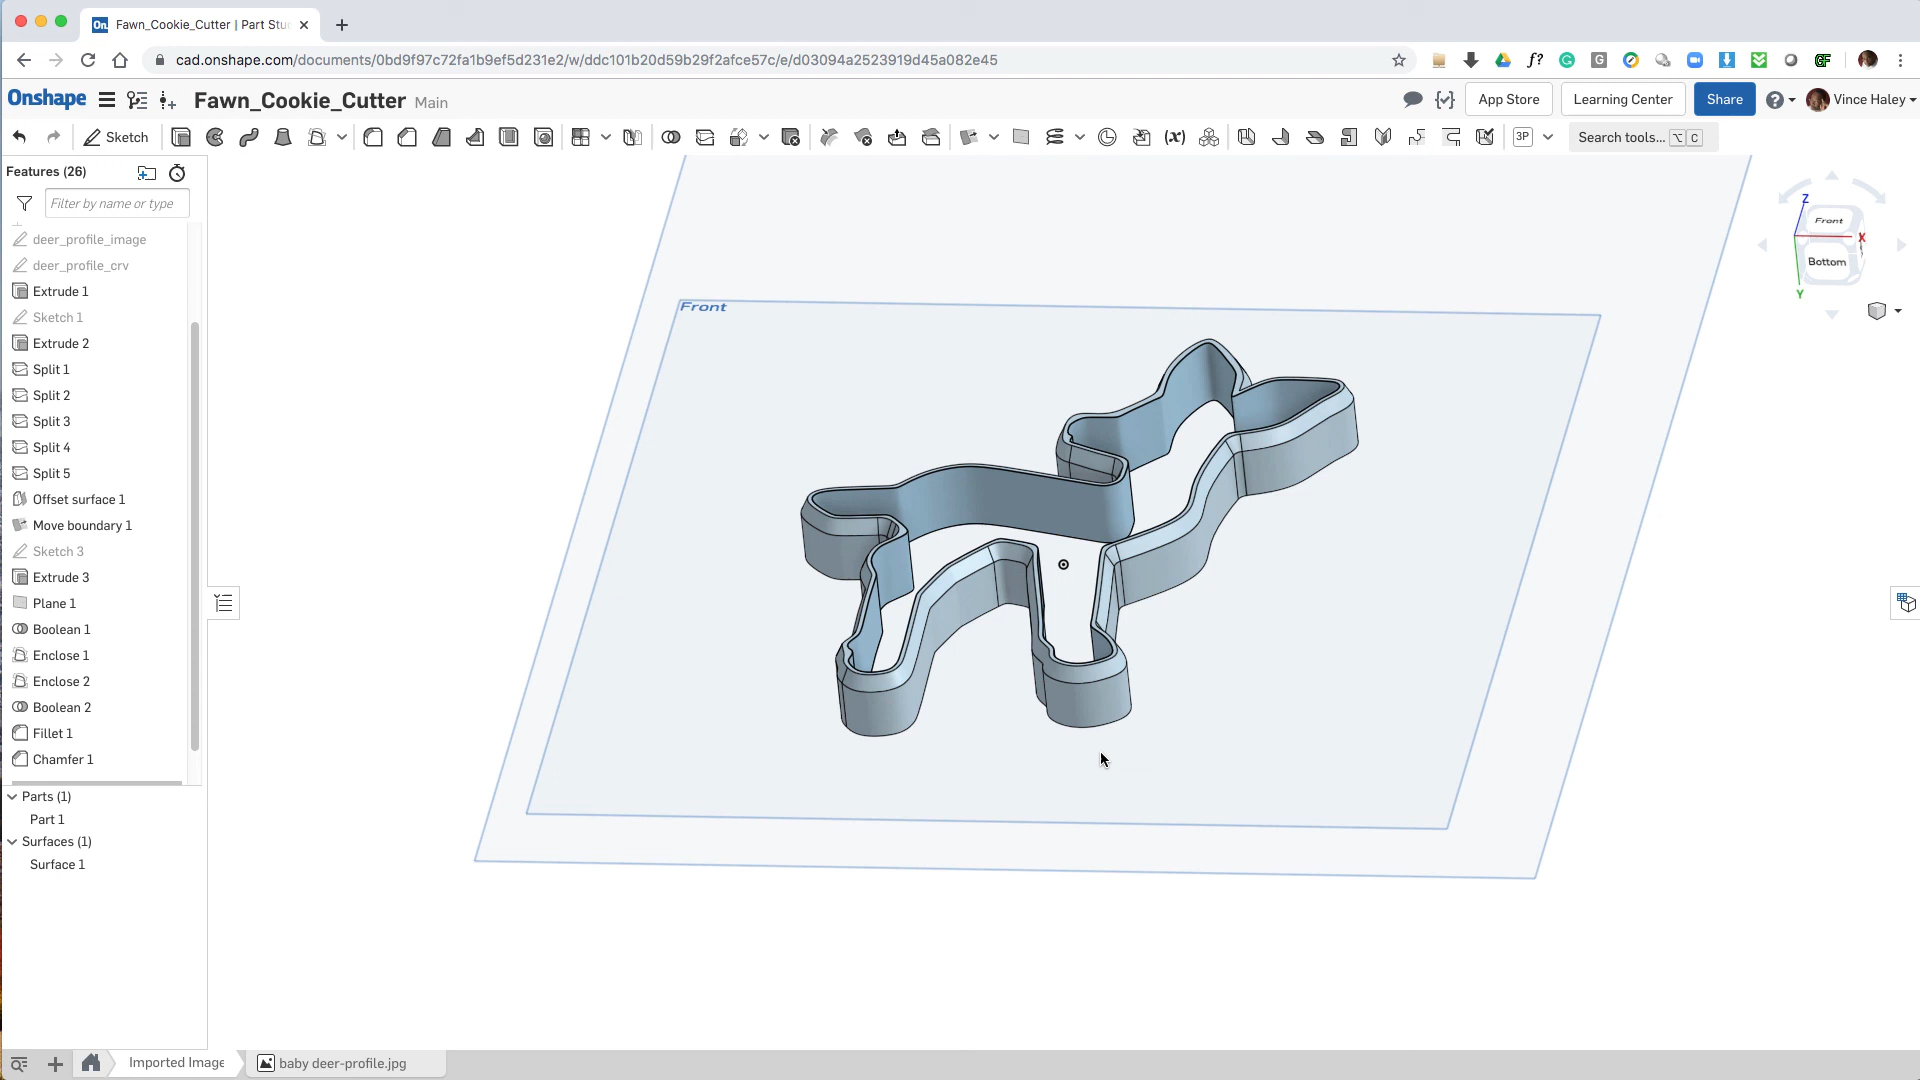 On. Fawn_Cookie_Cutter | Part Stu
cad.onshape.com/documents/0bd9f97c72fa1b9ef5d231e2/w/ddc101b20d59b29f2afce57c/e/d03094a2523919d45a082e45
f?
G
GF
Onshape
Fawn_Cookie_Cutter Main
App Store
Learning Center
Share
Vince Haley
Sketch
(x)
3P
Search tools... ⌥ C
Features (26)
Filter by name or type
deer_profile_image
deer_profile_crv
Extrude 1
Sketch 1
Extrude 2
Split 1
Split 2
Split 3
Split 4
Split 5
Offset surface 1
Move boundary 1
Sketch 3
Extrude 3
Plane 1
Boolean 1
Enclose 1
Enclose 2
Boolean 2
Fillet 1
Chamfer 1
Parts (1)
Part 1
Surfaces (1)
Surface 1
Front
Z
Front
X
Bottom
Y
Imported Image
baby deer-profile.jpg